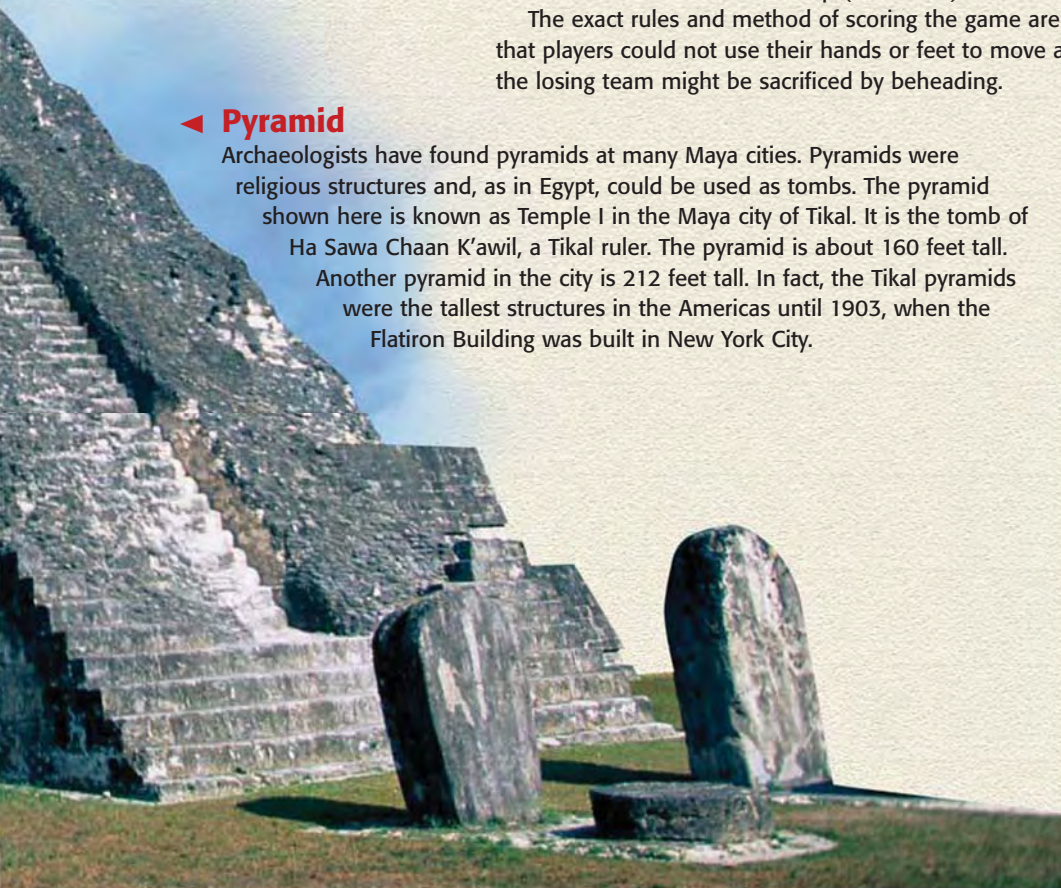 The exact rules and method of scoring the game are
that players could not use their hands or feet to move a
the losing team might be sacrificed by beheading.
◄ Pyramid
Archaeologists have found pyramids at many Maya cities. Pyramids were
religious structures and, as in Egypt, could be used as tombs. The pyramid
shown here is known as Temple I in the Maya city of Tikal. It is the tomb of
Ha Sawa Chaan K’awil, a Tikal ruler. The pyramid is about 160 feet tall.
Another pyramid in the city is 212 feet tall. In fact, the Tikal pyramids
were the tallest structures in the Americas until 1903, when the
Flatiron Building was built in New York City.